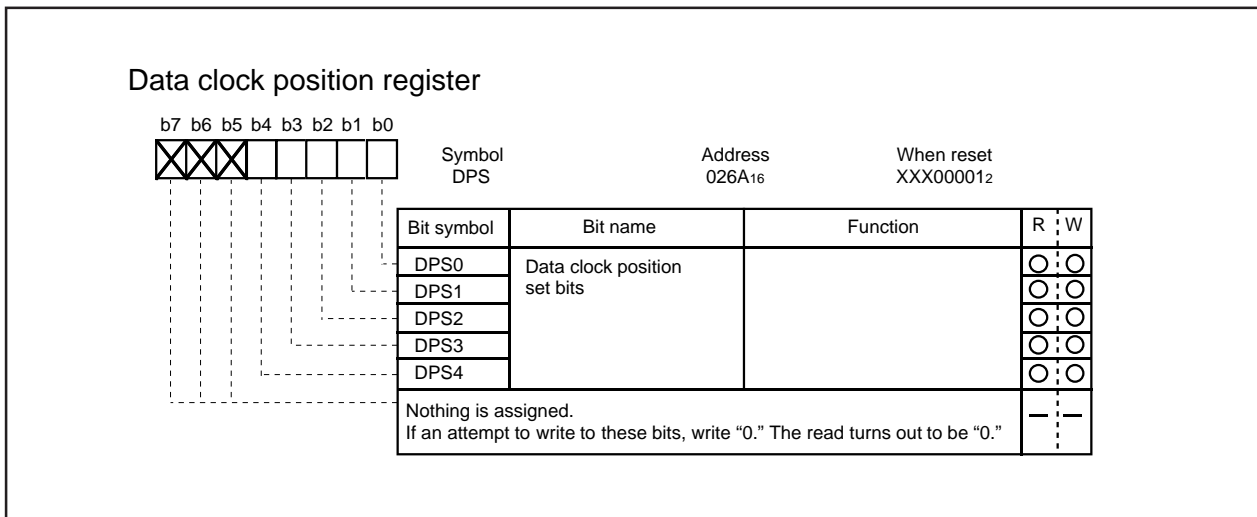 Data clock position register
b7 b6 b5 b4 b3 b2 b1 b0
Symbol Address When reset
DPS 026A16 XXX000012
Bit symbol Bit name Function R W
DPS0 Data clock position
DPS1 set bits
DPS2
DPS3
DPS4
Nothing is assigned.
If an attempt to write to these bits, write “0.” The read turns out to be “0.”